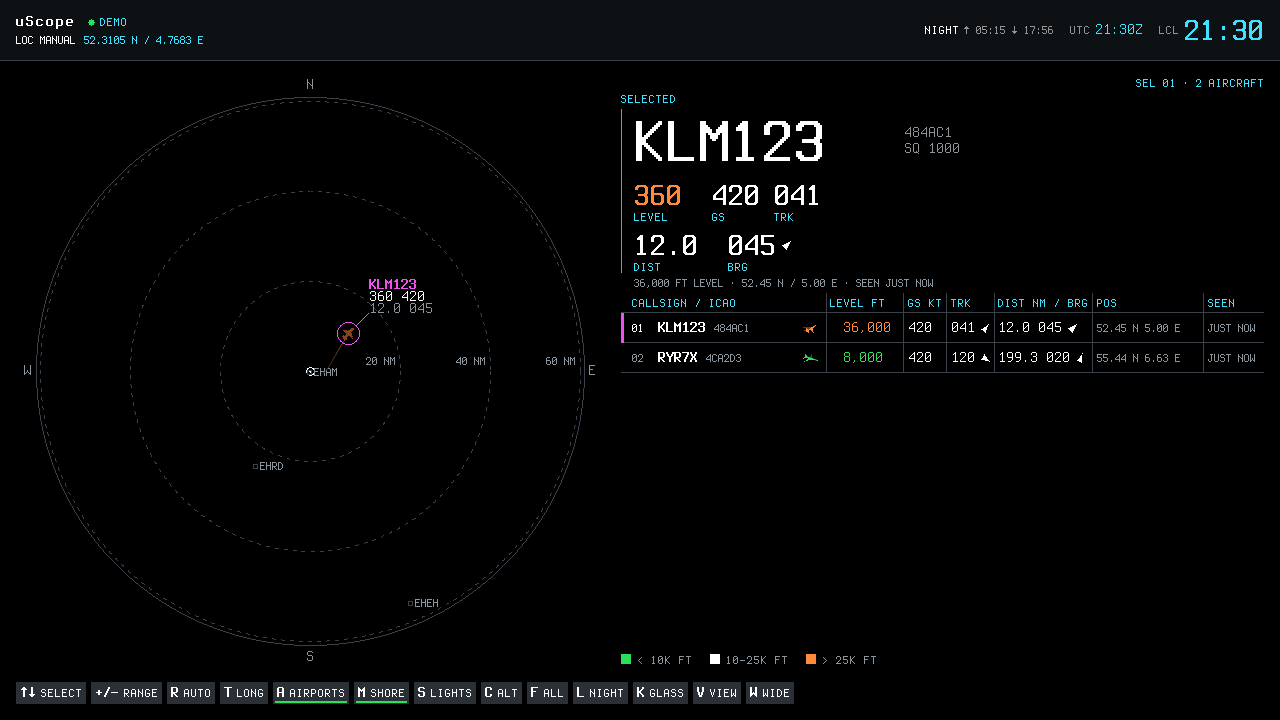 uScope DEMO
LOC MANUAL 52.3105 N / 4.7683 E
NIGHT ↑ 05:15 ↓ 17:56 UTC 21:30Z LCL 21:30
N
W
E
S
KLM123
360 420
12.0 045
20 NM
40 NM
60 NM
EHAM
EHRD
EHEH
SEL 01 · 2 AIRCRAFT
SELECTED
KLM123
484AC1
SQ 1000
360 420 041
LEVEL GS TRK
12.0 045
DIST BRG
36,000 FT LEVEL · 52.45 N / 5.00 E · SEEN JUST NOW
CALLSIGN / ICAO LEVEL FT GS KT TRK DIST NM / BRG POS SEEN
01 KLM123 484AC1 36,000 420 041 12.0 045 52.45 N 5.00 E JUST NOW
02 RYR7X 4CA2D3 8,000 420 120 199.3 020 55.44 N 6.63 E JUST NOW
< 10K FT 10-25K FT > 25K FT
↑↓ SELECT +/- RANGE R AUTO T LONG A AIRPORTS M SHORE S LIGHTS C ALT F ALL L NIGHT K GLASS V VIEW W WIDE